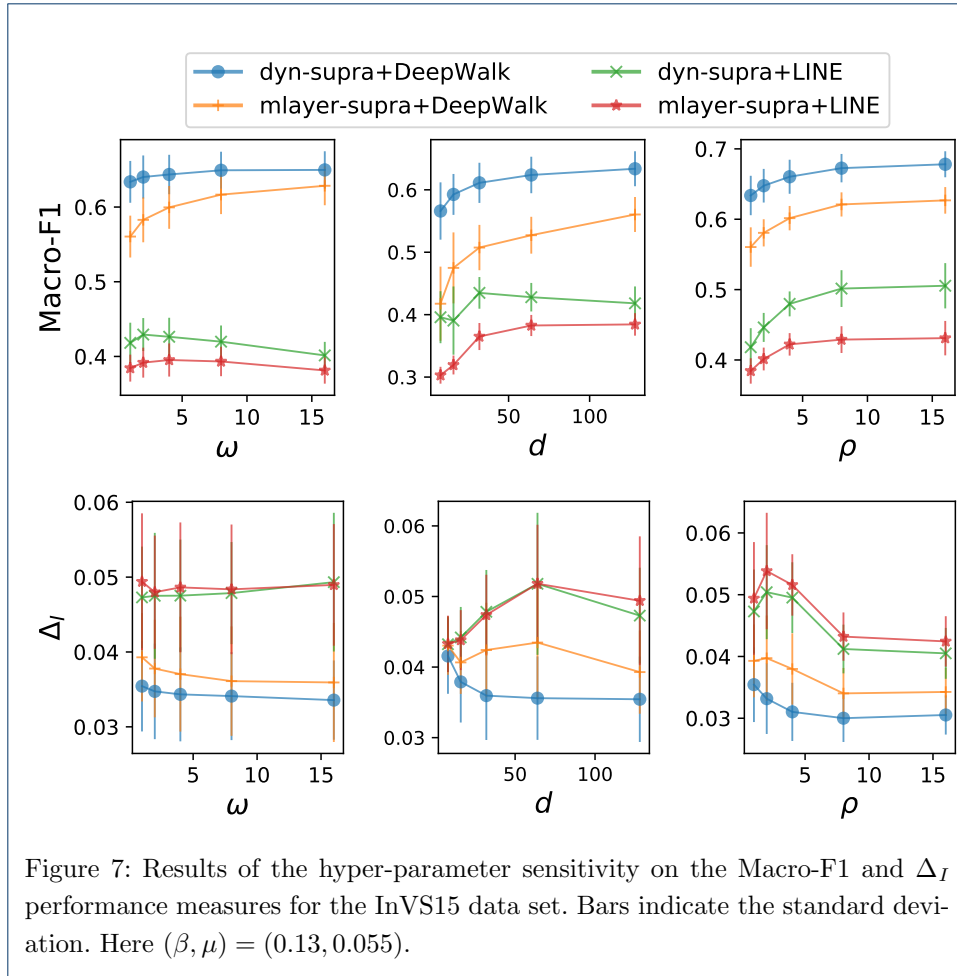 dyn-supra+DeepWalk
mlayer-supra+DeepWalk
dyn-supra+LINE
mlayer-supra+LINE
Macro-F1
0.6
0.5
0.4
5 10 15
ω
0.6
0.5
0.4
0.3
50 100
d
0.7
0.6
0.5
0.4
5 10 15
ρ
Δ_I
0.06
0.05
0.04
0.03
5 10 15
ω
0.06
0.05
0.04
0.03
50 100
d
0.06
0.05
0.04
0.03
5 10 15
ρ
Figure 7: Results of the hyper-parameter sensitivity on the Macro-F1 and Δ_I
performance measures for the InVS15 data set. Bars indicate the standard devi-
ation. Here (β, μ) = (0.13, 0.055).